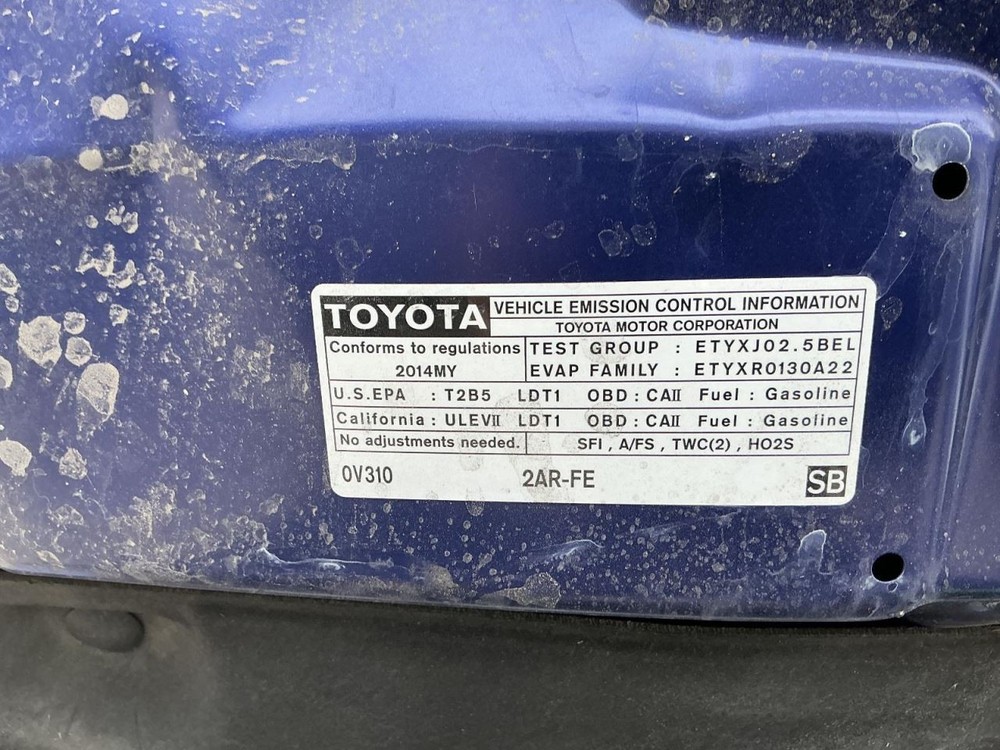 TOYOTA VEHICLE EMISSION CONTROL INFORMATION
TOYOTA MOTOR CORPORATION
Conforms to regulations TEST GROUP : ETYXJ02.5BEL
2014MY EVAP FAMILY : ETYXR0130A22
U.S.EPA : T2B5 LDT1 OBD : CAII Fuel : Gasoline
California : ULEVII LDT1 OBD : CAII Fuel : Gasoline
No adjustments needed. SFI , A/FS , TWC(2) , HO2S
0V310 2AR-FE SB